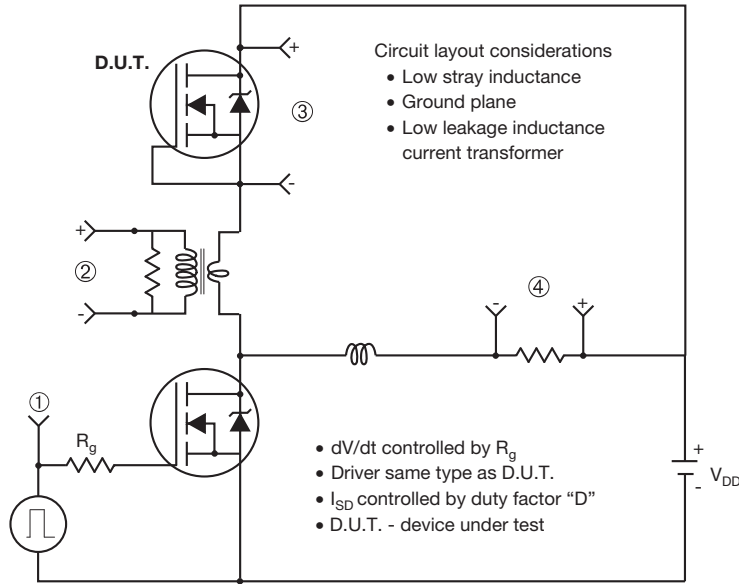 D.U.T.
+
③
-
Circuit layout considerations
• Low stray inductance
• Ground plane
• Low leakage inductance
current transformer
+
②
-
-
④
+
①
Rg
• dV/dt controlled by Rg
• Driver same type as D.U.T.
• ISD controlled by duty factor “D”
• D.U.T. - device under test
+
-
VDD